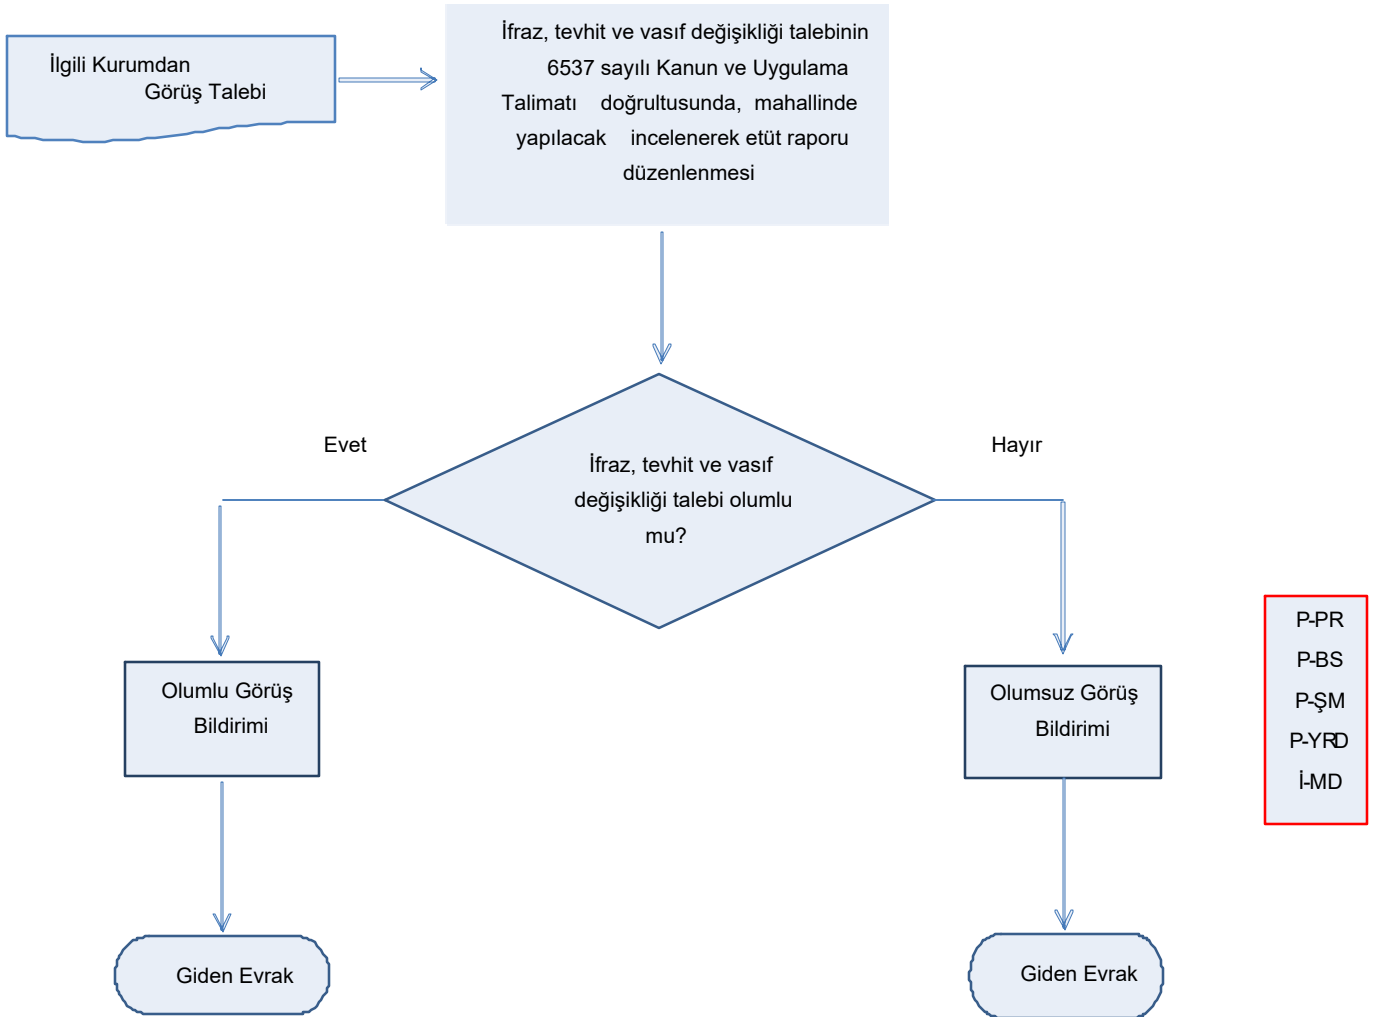 İlgili Kurumdan
Görüş Talebi
İfraz, tevhit ve vasıf değişikliği talebinin
6537 sayılı Kanun ve Uygulama
Talimatı doğrultusunda, mahallinde
yapılacak incelenerek etüt raporu
düzenlenmesi
Evet
Hayır
İfraz, tevhit ve vasıf
değişikliği talebi olumlu
mu?
P-PR
P-BS
P-ŞM
P-YRD
İ-MD
Olumlu Görüş
Bildirimi
Olumsuz Görüş
Bildirimi
Giden Evrak
Giden Evrak